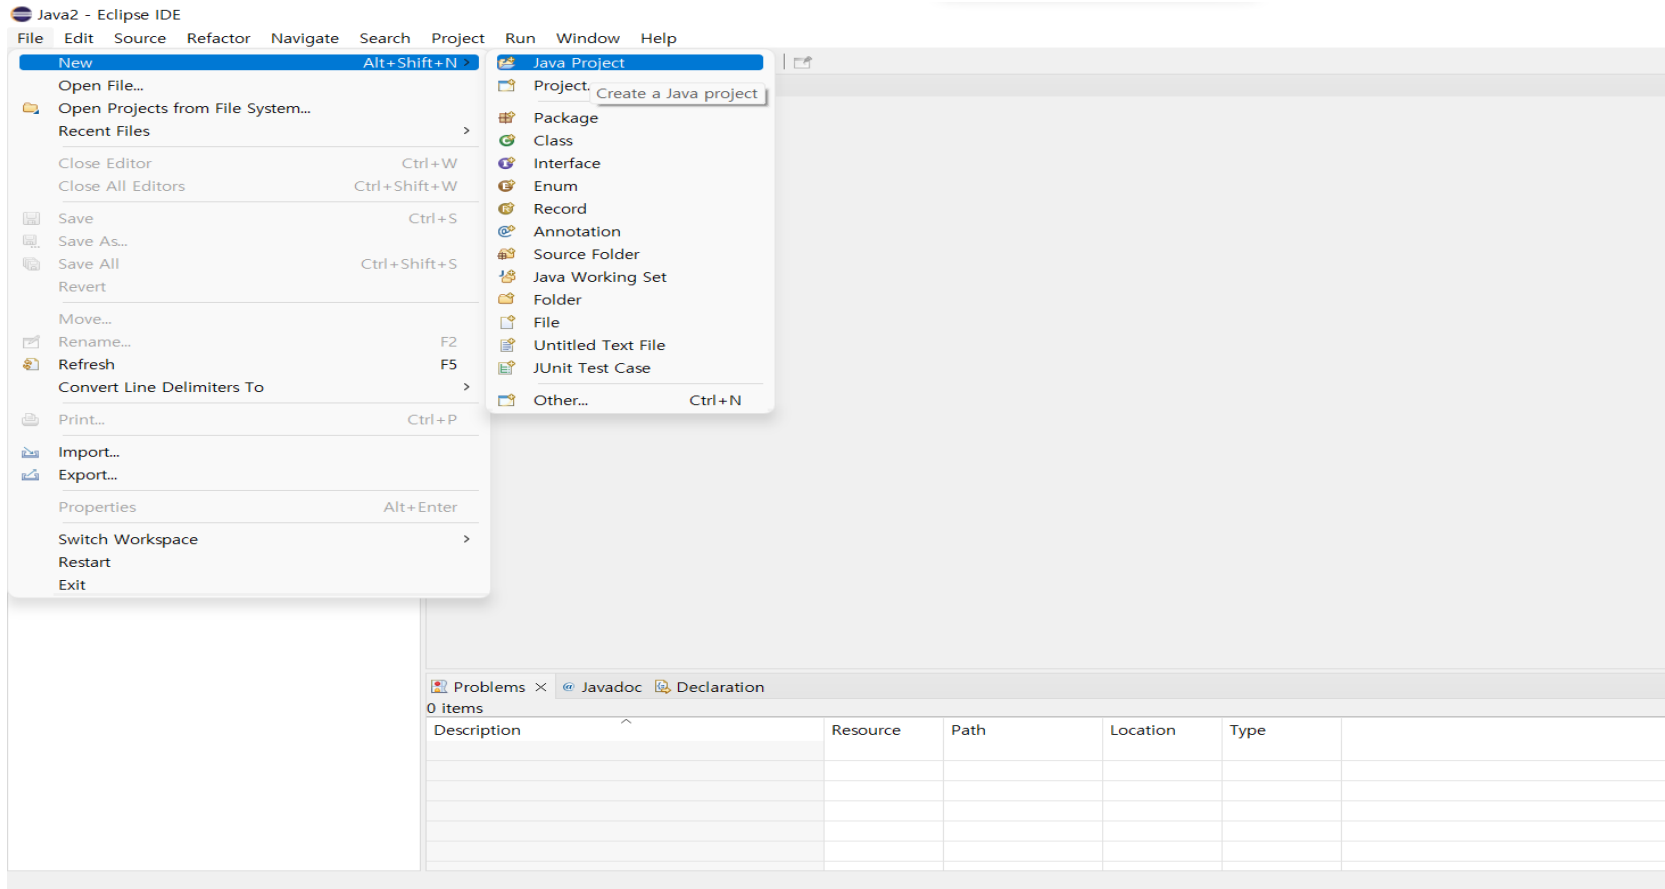 Java2 - Eclipse IDE
File Edit Source Refactor Navigate Search Project Run Window Help
New Alt+Shift+N >
Open File...
Open Projects from File System...
Recent Files >
Close Editor Ctrl+W
Close All Editors Ctrl+Shift+W
Save Ctrl+S
Save As...
Save All Ctrl+Shift+S
Revert
Move...
Rename... F2
Refresh F5
Convert Line Delimiters To >
Print... Ctrl+P
Import...
Export...
Properties Alt+Enter
Switch Workspace >
Restart
Exit
Java Project
Project.
Create a Java project
Package
Class
Interface
Enum
Record
Annotation
Source Folder
Java Working Set
Folder
File
Untitled Text File
JUnit Test Case
Other... Ctrl+N
Problems × @ Javadoc Declaration
0 items
Description Resource Path Location Type